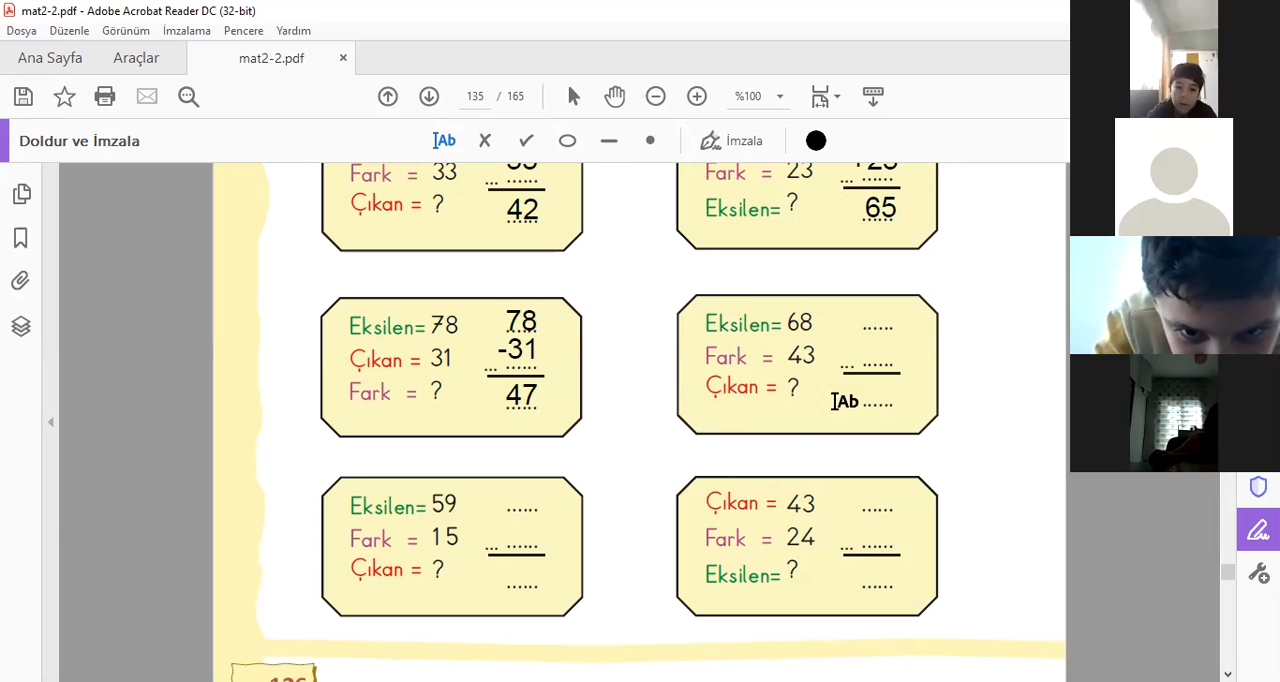 mat2-2.pdf - Adobe Acrobat Reader DC (32-bit)
Dosya Düzenle Görünüm İmzalama Pencere Yardım
Ana Sayfa Araçlar mat2-2.pdf ×
135 / 165 %100
Doldur ve İmzala Ab İmzala
Fark = 33
... ......
Çıkan = ?
42
......
Fark = 23
... ......
Eksilen= ?
65
......
Eksilen= 78 78
......
Çıkan = 31 -31
... ......
Fark = ? 47
......
Eksilen= 68 ......
Fark = 43 ... ......
Çıkan = ?
Ab ......
Eksilen= 59 ......
Fark = 15 ... ......
Çıkan = ?
......
Çıkan = 43 ......
Fark = 24 ... ......
Eksilen= ?
......